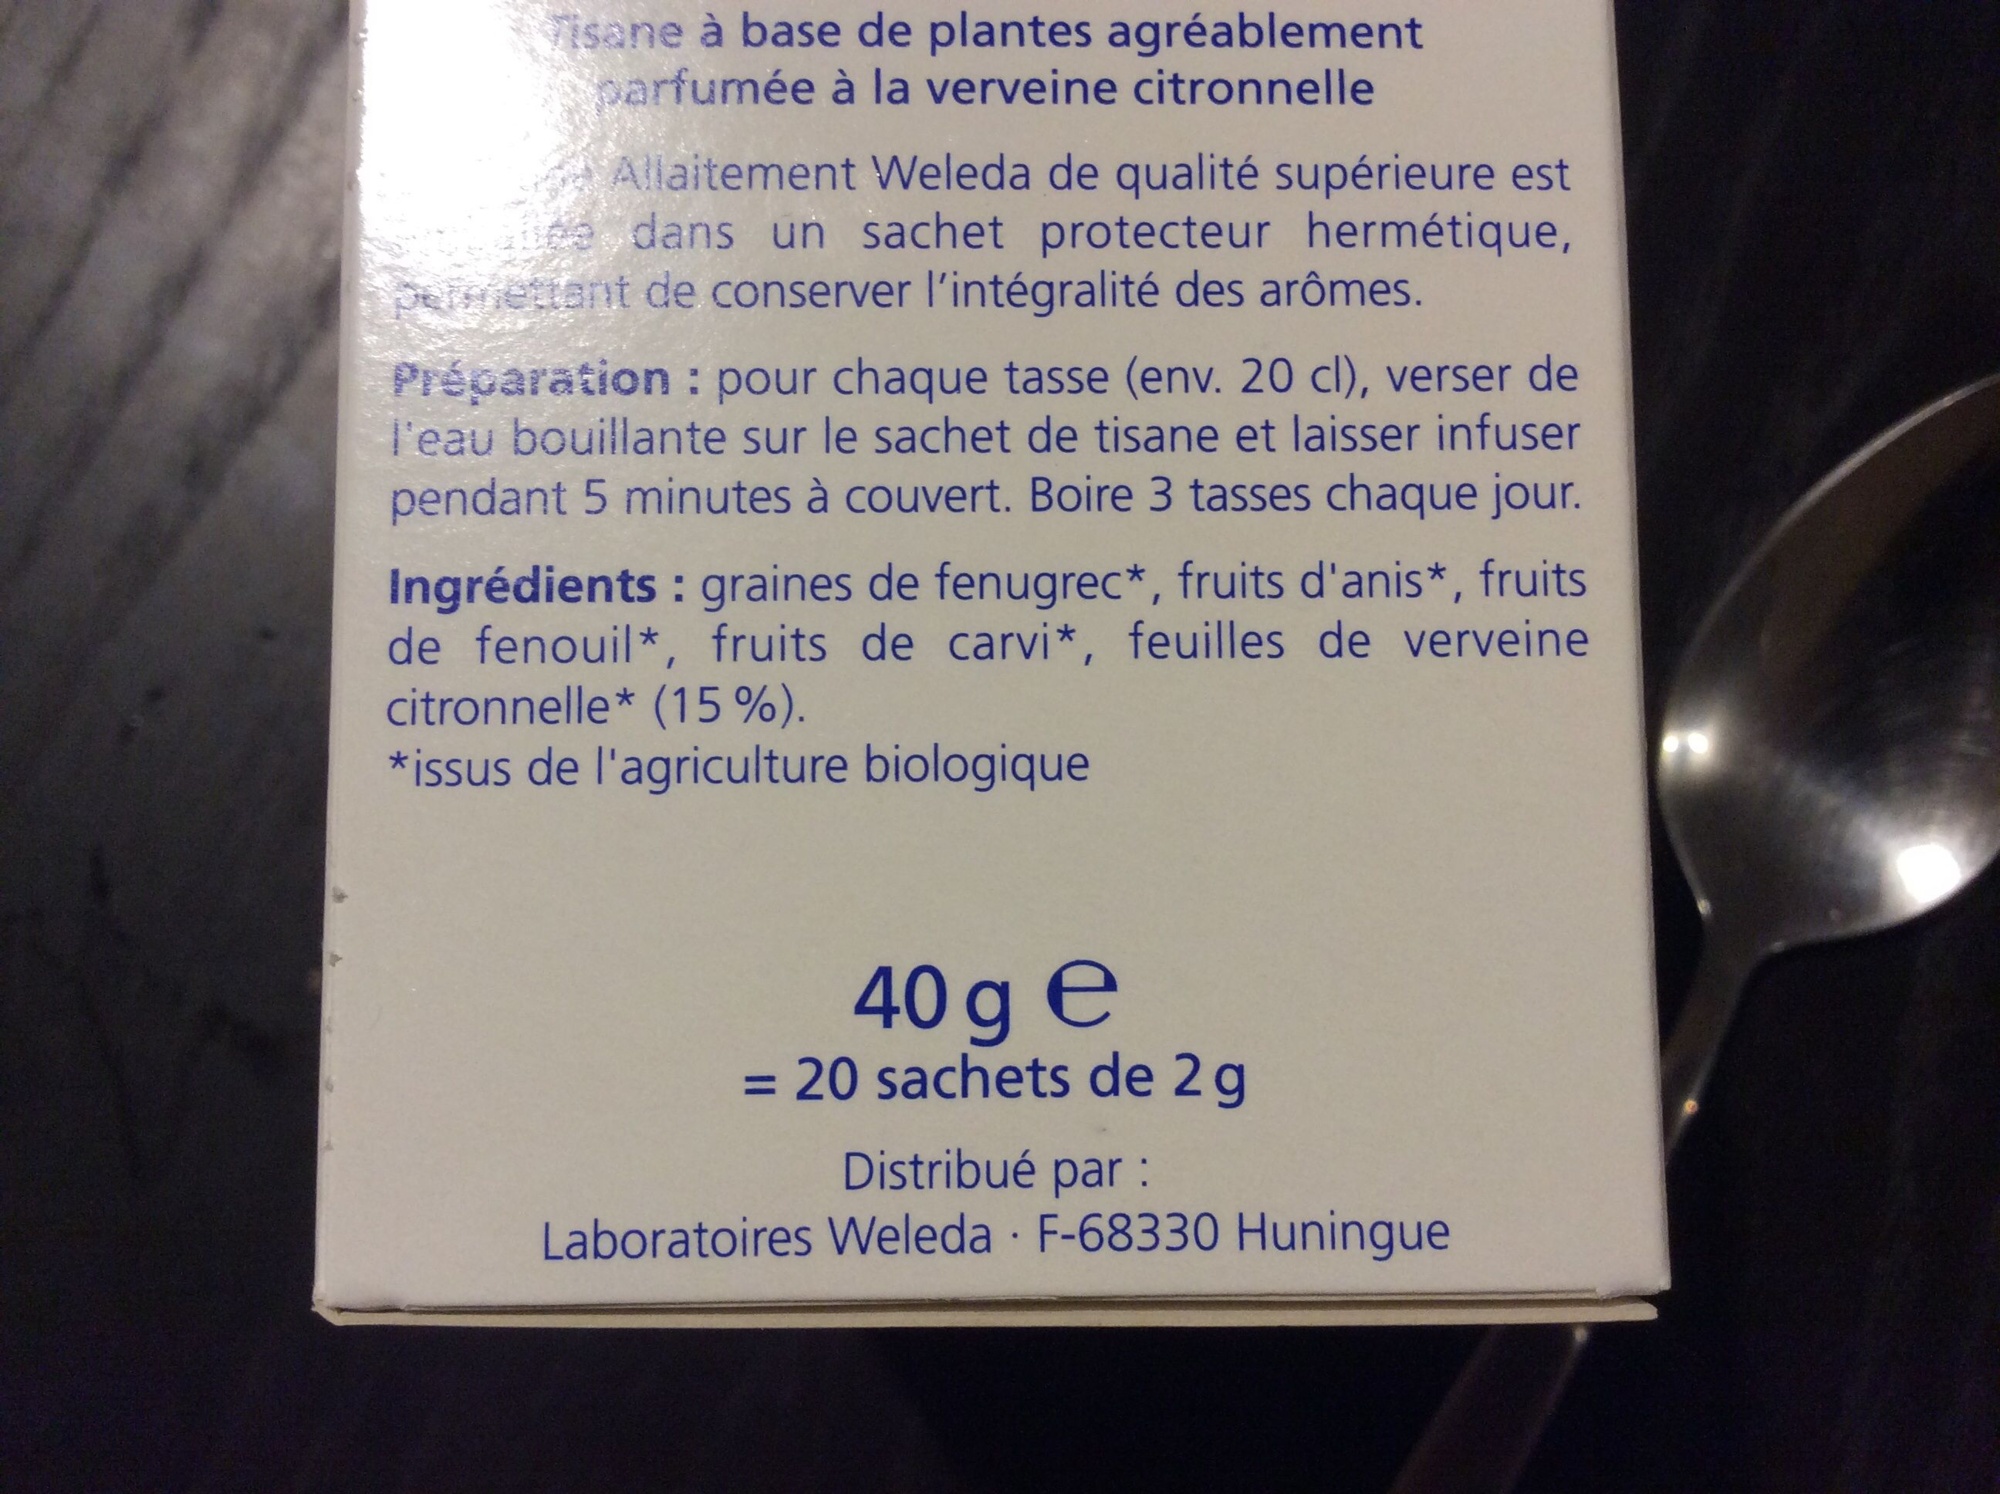 Tisane à base de plantes agréablement
parfumée à la verveine citronnelle
Allaitement Weleda de qualité supérieure est
dans un sachet protecteur hermétique,
permettant de conserver l'intégralité des arômes.
Préparation : pour chaque tasse (env. 20 cl), verser de
l'eau bouillante sur le sachet de tisane et laisser infuser
pendant 5 minutes à couvert. Boire 3 tasses chaque jour.
Ingrédients : graines de fenugrec*, fruits d'anis*, fruits
de fenouil*, fruits de carvi*, feuilles de verveine
citronnelle* (15 %).
*issus de l'agriculture biologique
40 g ℮
= 20 sachets de 2 g
Distribué par :
Laboratoires Weleda · F-68330 Huningue